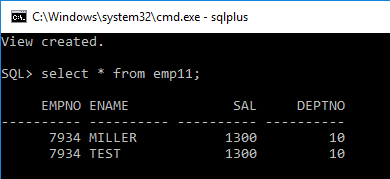 C:\Windows\system32\cmd.exe - sqlplus
View created.
SQL> select * from emp11;
EMPNO ENAME SAL DEPTNO
---------- ---------- ---------- ----------
7934 MILLER 1300 10
7934 TEST 1300 10